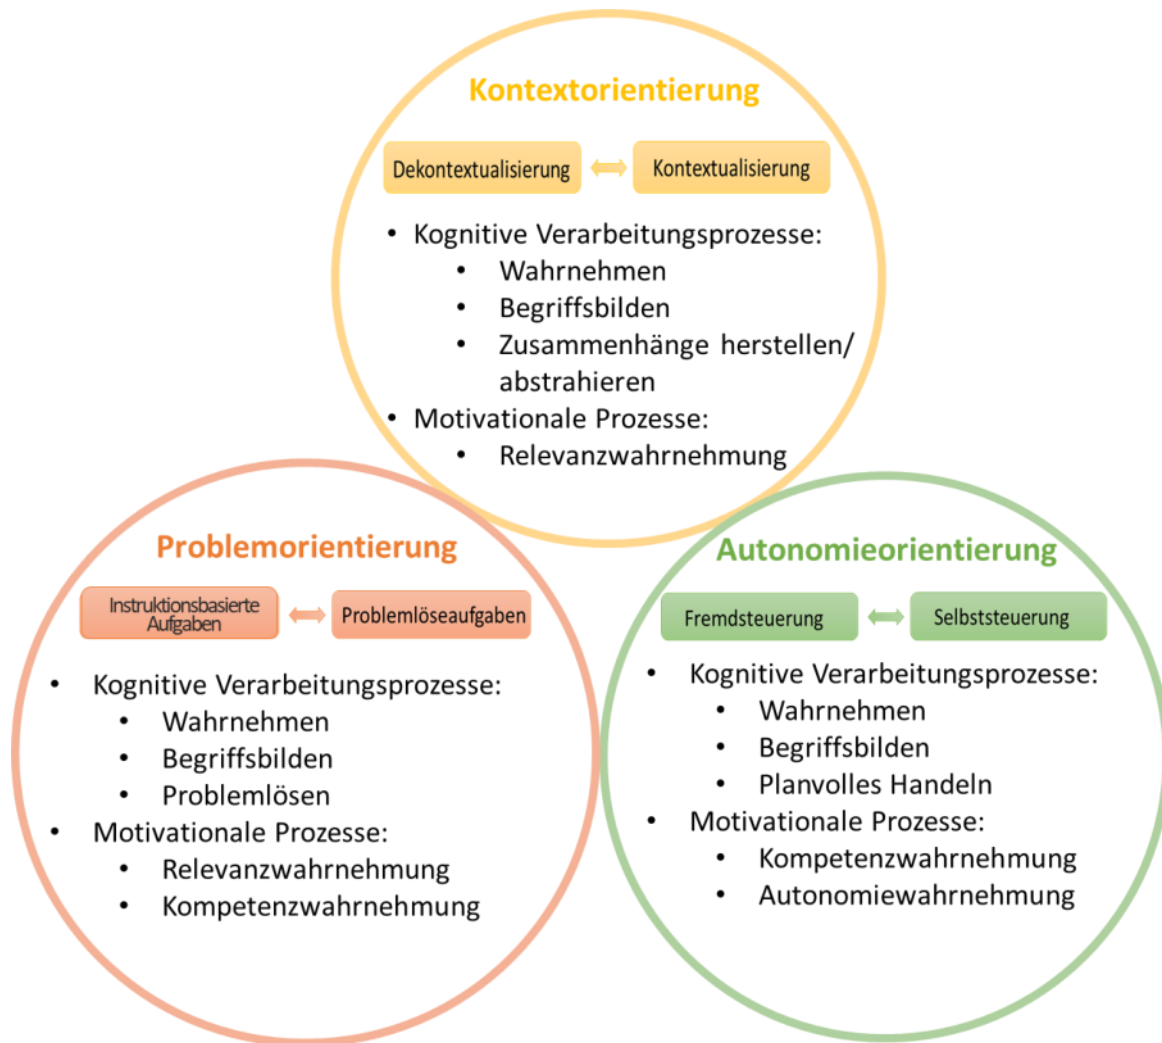 Kontextorientierung
Dekontextualisierung
Kontextualisierung
• Kognitive Verarbeitungsprozesse:
• Wahrnehmen
• Begriffsbilden
• Zusammenhänge herstellen/
abstrahieren
• Motivationale Prozesse:
• Relevanzwahrnehmung
Problemorientierung
Instruktionsbasierte
Aufgaben
Problemlöseaufgaben
• Kognitive Verarbeitungsprozesse:
• Wahrnehmen
• Begriffsbilden
• Problemlösen
• Motivationale Prozesse:
• Relevanzwahrnehmung
• Kompetenzwahrnehmung
Autonomieorientierung
Fremdsteuerung
Selbststeuerung
• Kognitive Verarbeitungsprozesse:
• Wahrnehmen
• Begriffsbilden
• Planvolles Handeln
• Motivationale Prozesse:
• Kompetenzwahrnehmung
• Autonomiewahrnehmung